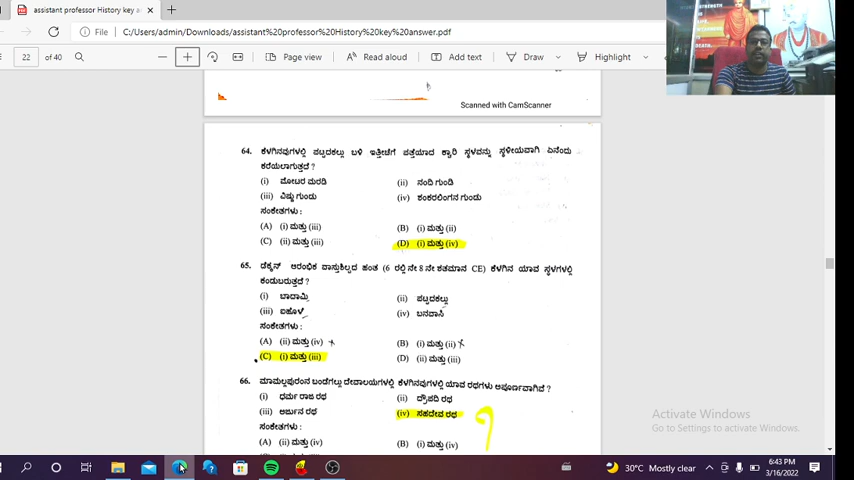 assistant professor History key an
File
C:/Users/admin/Downloads/assistant%20professor%20History%20key%20answer.pdf
22 of 40
Page view
Read aloud
Add text
Draw
Highlight
Scanned with CamScanner
64. ಕೆಳಗಿನವುಗಳಲ್ಲಿ ಪಟ್ಟದಕಲ್ಲು ಬಳಿ ಇತ್ತೀಚೆಗೆ ಪತ್ತೆಯಾದ ಕ್ವಾರಿ ಸ್ಥಳವನ್ನು ಸ್ಥಳೀಯವಾಗಿ ಏನೆಂದು
ಕರೆಯಲಾಗುತ್ತದೆ ?
(i) ಮೋಟರ ಮರಡಿ
(ii) ನಂದಿ ಗುಂಡಿ
(iii) ವಿಷ್ಣು ಗುಂಡು
(iv) ಶಂಕರಲಿಂಗನ ಗುಂಡು
ಸಂಕೇತಗಳು :
(A) (i) ಮತ್ತು (iii)
(B) (i) ಮತ್ತು (ii)
(C) (ii) ಮತ್ತು (iii)
(D) (i) ಮತ್ತು (iv)
65. ಡೆಕ್ಕನ್ ಆರಂಭಿಕ ವಾಸ್ತುಶಿಲ್ಪದ ಹಂತ (6 ರಲ್ಲಿನೇ 8 ನೇ ಶತಮಾನ CE) ಕೆಳಗಿನ ಯಾವ ಸ್ಥಳಗಳಲ್ಲಿ
ಕಂಡುಬರುತ್ತದೆ ?
(i) ಬಾದಾಮಿ
(ii) ಪಟ್ಟದಕಲ್ಲು
(iii) ಐಹೊಳೆ
(iv) ಬನವಾಸಿ
ಸಂಕೇತಗಳು :
(A) (ii) ಮತ್ತು (iv)
(B) (i) ಮತ್ತು (ii)
(C) (i) ಮತ್ತು (iii)
(D) (ii) ಮತ್ತು (iii)
66. ಮಾಮಲ್ಲಪುರಂನ ಬಂಡೆಗಲ್ಲು ದೇವಾಲಯಗಳಲ್ಲಿ ಕೆಳಗಿನವುಗಳಲ್ಲಿ ಯಾವ ರಥಗಳು ಅಪೂರ್ಣವಾಗಿವೆ ?
(i) ಧರ್ಮ ರಾಜ ರಥ
(ii) ದ್ರೌಪದಿ ರಥ
(iii) ಅರ್ಜುನ ರಥ
(iv) ಸಹದೇವ ರಥ
ಸಂಕೇತಗಳು :
(A) (ii) ಮತ್ತು (iv)
(B) (i) ಮತ್ತು (iv)
Activate Windows
Go to Settings to activate Windows.
30°C Mostly clear
6:43 PM
3/16/2022